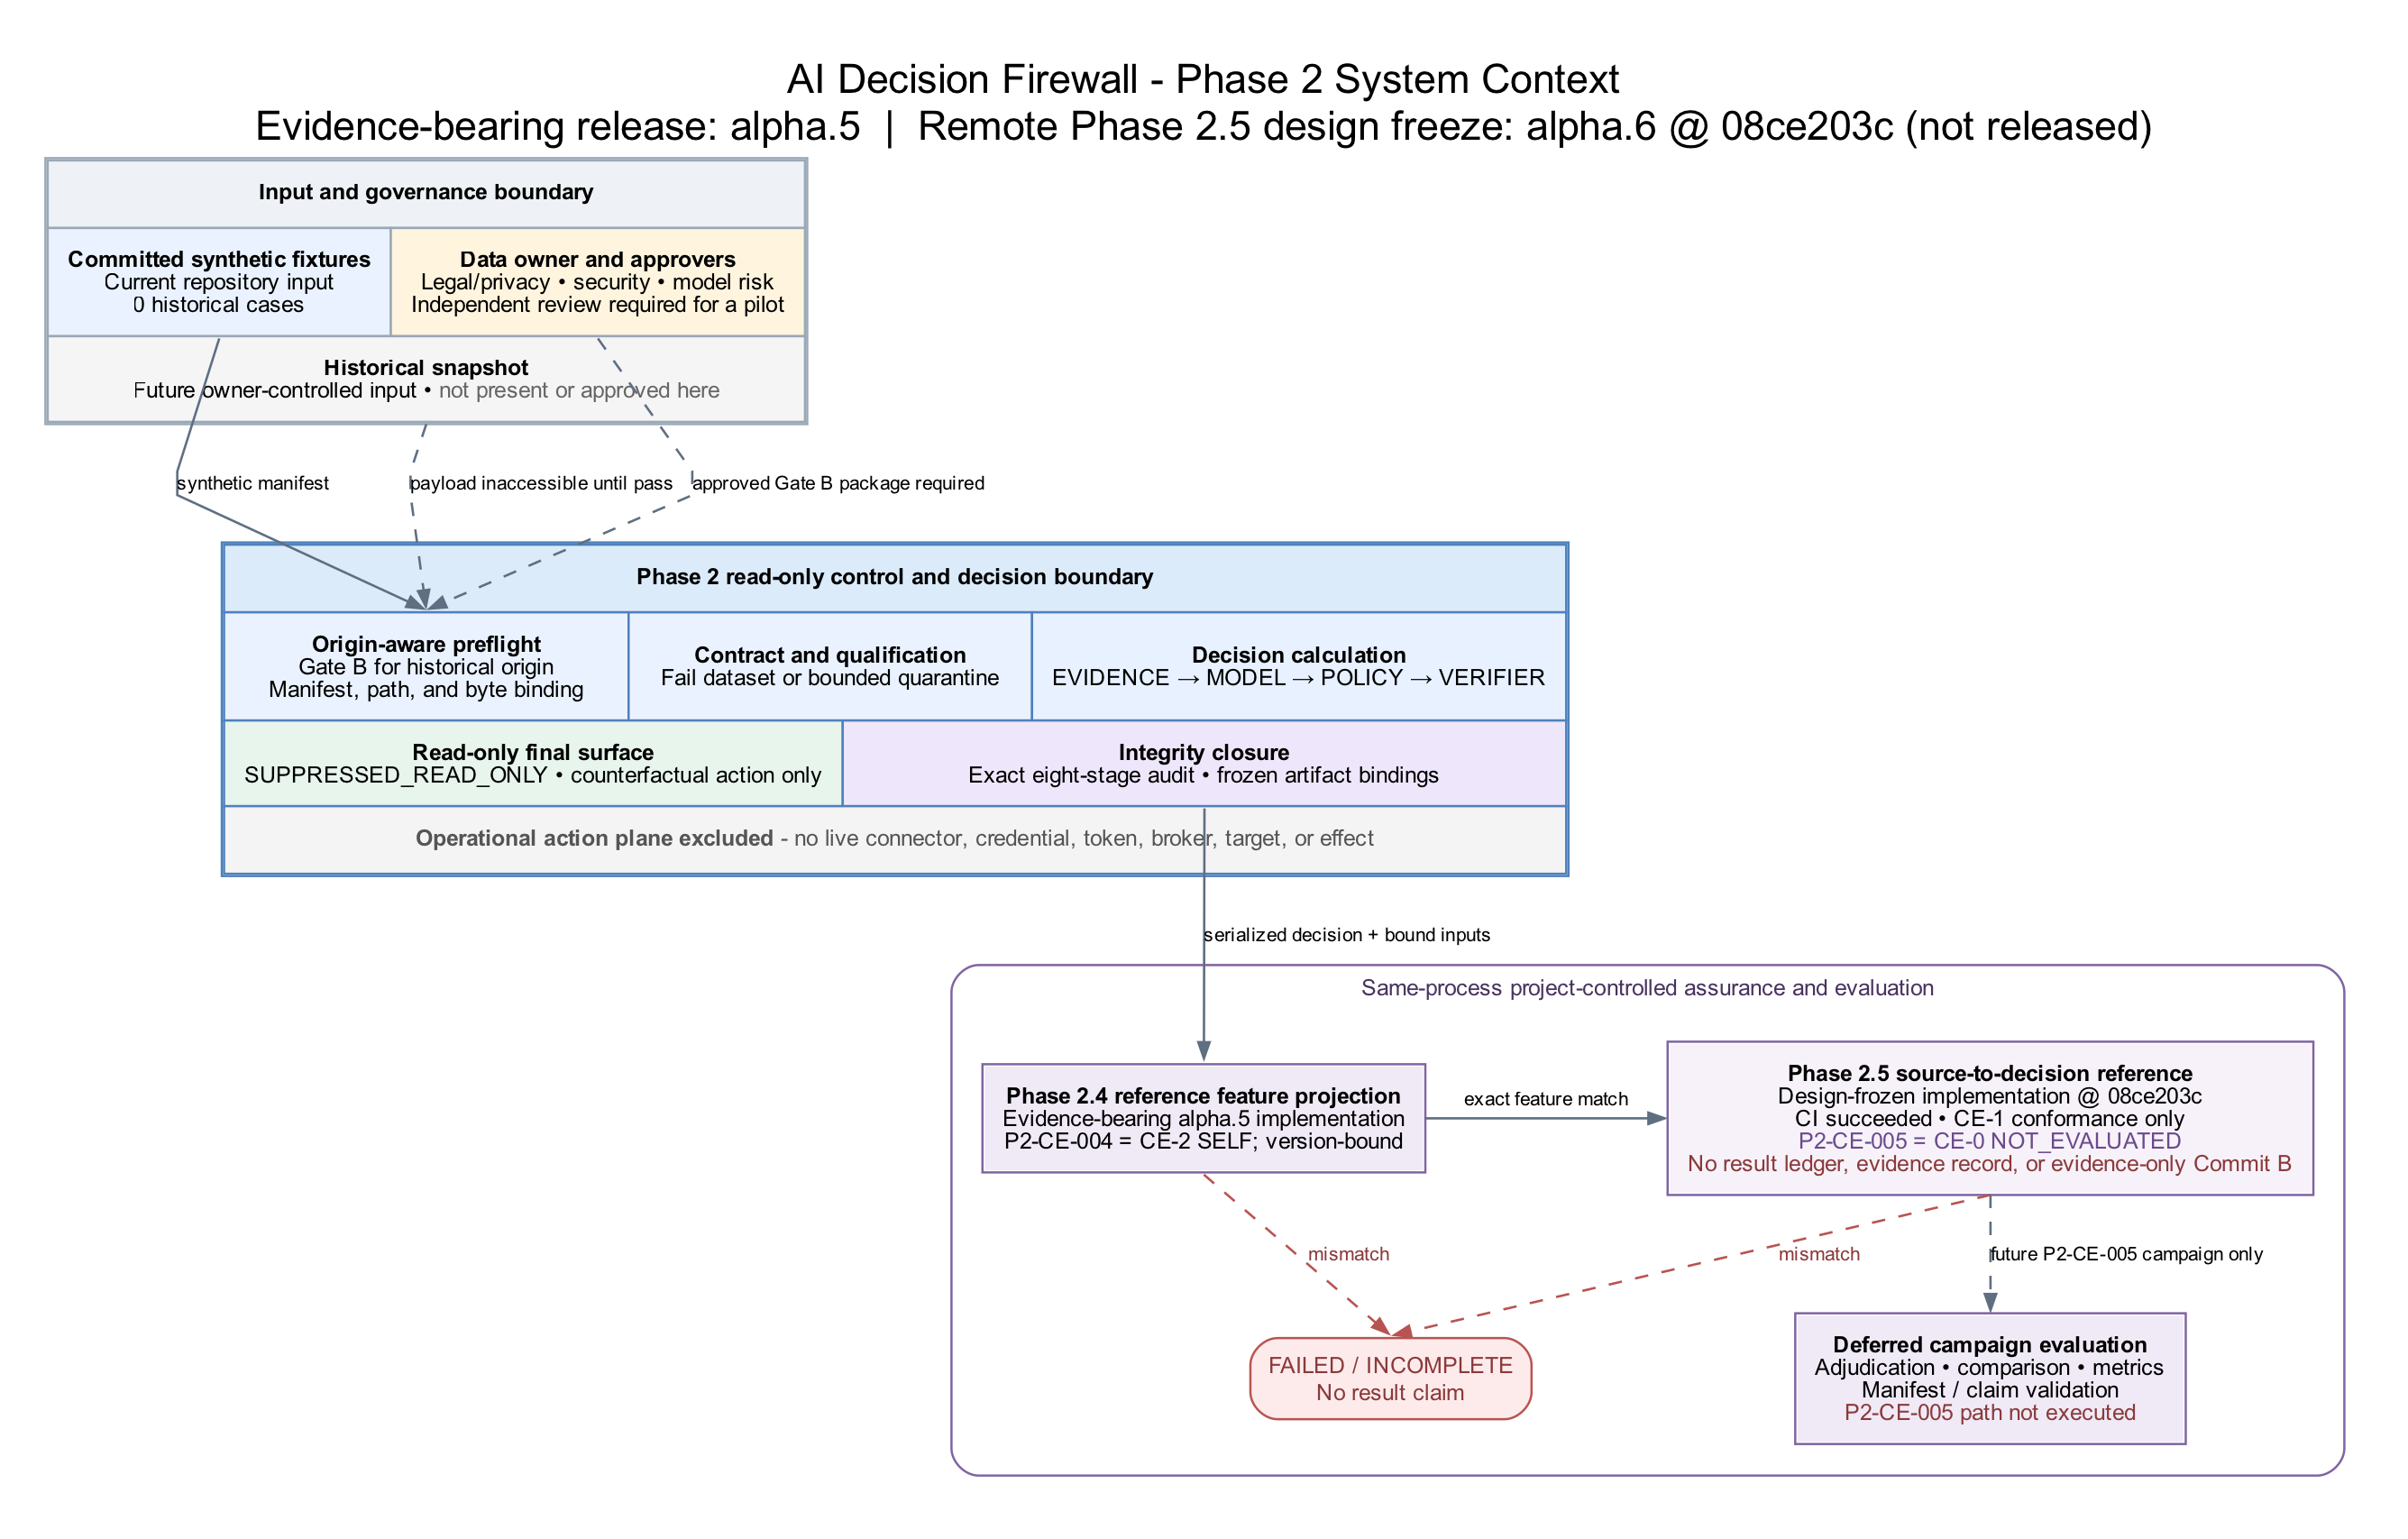 AI Decision Firewall - Phase 2 System Context
Evidence-bearing release: alpha.5 | Remote Phase 2.5 design freeze: alpha.6 @ 08ce203c (not released)
Input and governance boundary
Committed synthetic fixtures
Current repository input
0 historical cases
Data owner and approvers
Legal/privacy • security • model risk
Independent review required for a pilot
Historical snapshot
Future owner-controlled input • not present or approved here
synthetic manifest
payload inaccessible until pass
approved Gate B package required
Phase 2 read-only control and decision boundary
Origin-aware preflight
Gate B for historical origin
Manifest, path, and byte binding
Contract and qualification
Fail dataset or bounded quarantine
Decision calculation
EVIDENCE → MODEL → POLICY → VERIFIER
Read-only final surface
SUPPRESSED_READ_ONLY • counterfactual action only
Integrity closure
Exact eight-stage audit • frozen artifact bindings
Operational action plane excluded - no live connector, credential, token, broker, target, or effect
serialized decision + bound inputs
Same-process project-controlled assurance and evaluation
Phase 2.4 reference feature projection
Evidence-bearing alpha.5 implementation
P2-CE-004 = CE-2 SELF; version-bound
exact feature match
Phase 2.5 source-to-decision reference
Design-frozen implementation @ 08ce203c
CI succeeded • CE-1 conformance only
P2-CE-005 = CE-0 NOT_EVALUATED
No result ledger, evidence record, or evidence-only Commit B
mismatch
mismatch
future P2-CE-005 campaign only
FAILED / INCOMPLETE
No result claim
Deferred campaign evaluation
Adjudication • comparison • metrics
Manifest / claim validation
P2-CE-005 path not executed